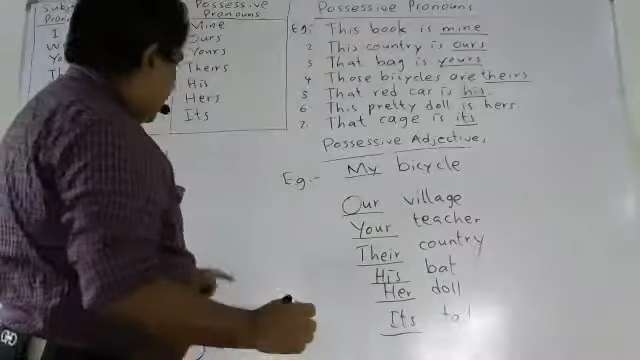 Possessive
Pronouns
I
Mine
Ours
Yours
Theirs
His
Hers
Its
Possessive Pronouns
Eg: This book is mine
2 This country is ours
3 That bag is yours
4 Those bicycles are theirs
5 That red car is his.
6 This pretty doll is hers.
7. That cage is its
Possessive Adjective,
Eg:- My bicycle
Our village
Your teacher
Their country
His bat
Her doll
Its